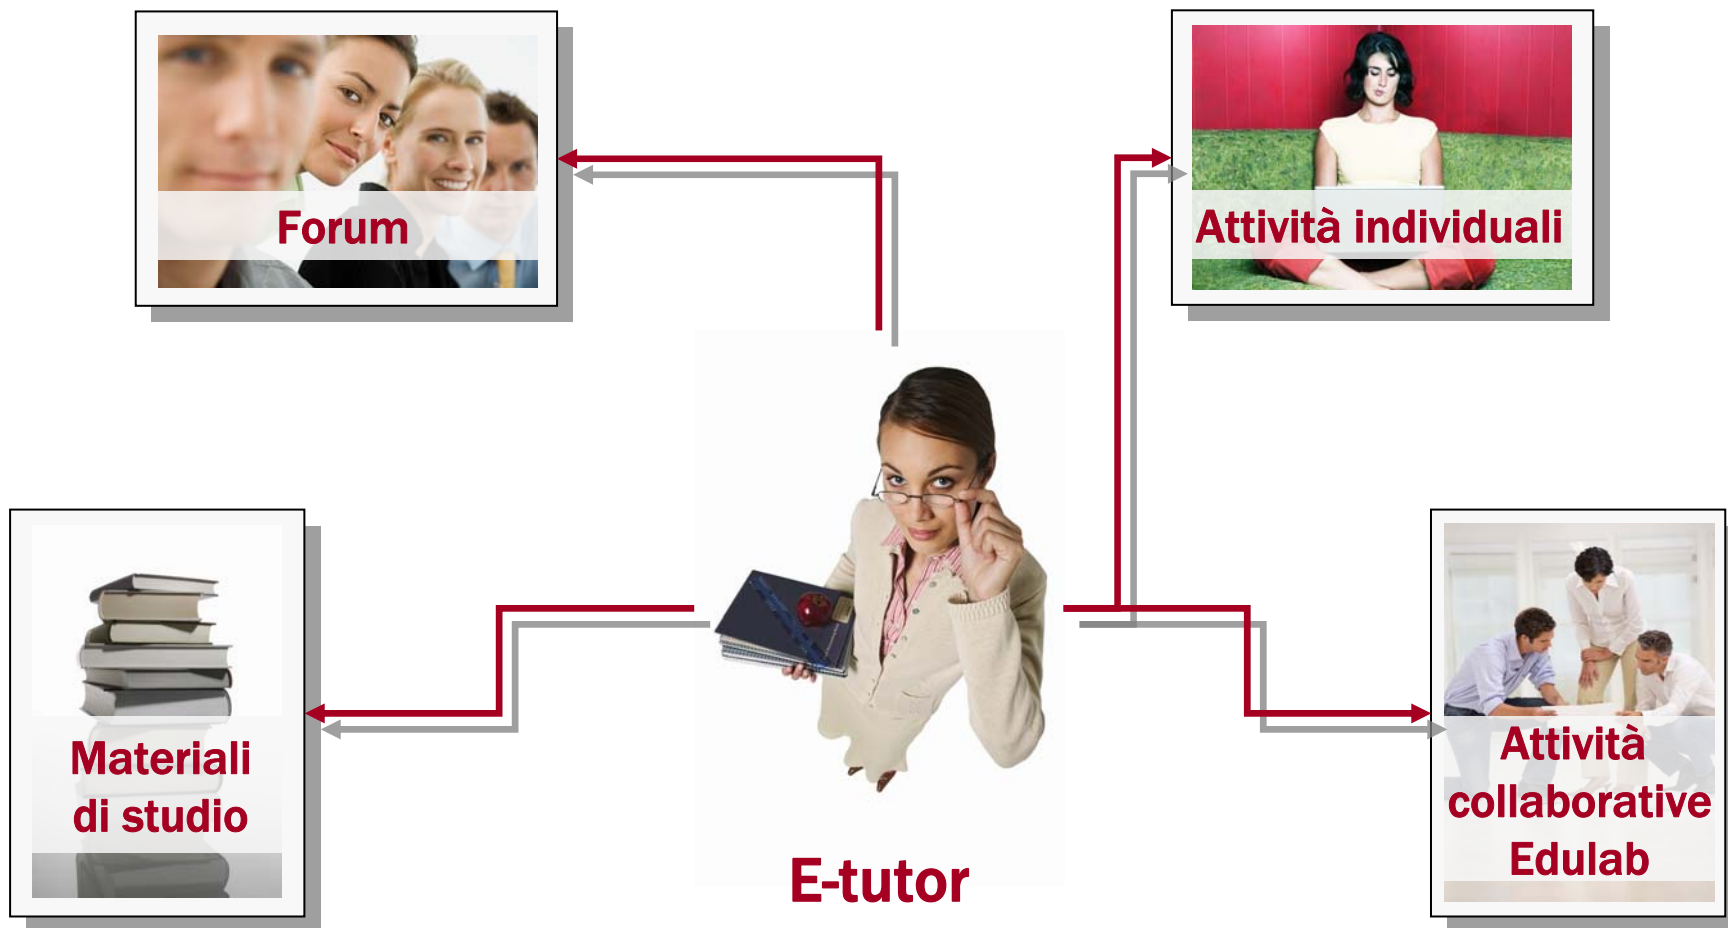 Forum
Attività individuali
Materiali
di studio
E-tutor
Attività
collaborative
Edulab